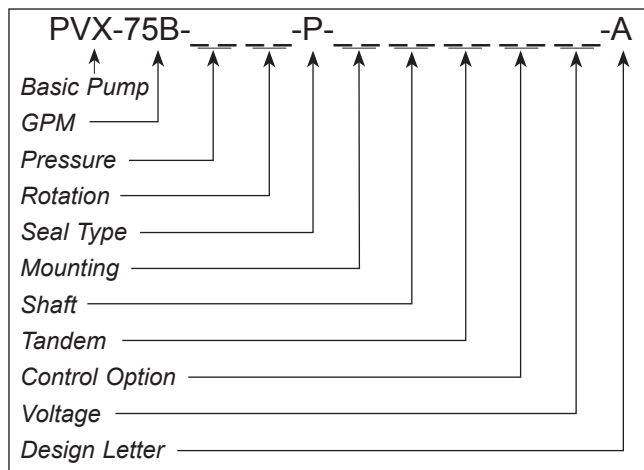 PVX-75B-__ __-P-__ __ __ __ __-A
Basic Pump
GPM
Pressure
Rotation
Seal Type
Mounting
Shaft
Tandem
Control Option
Voltage
Design Letter